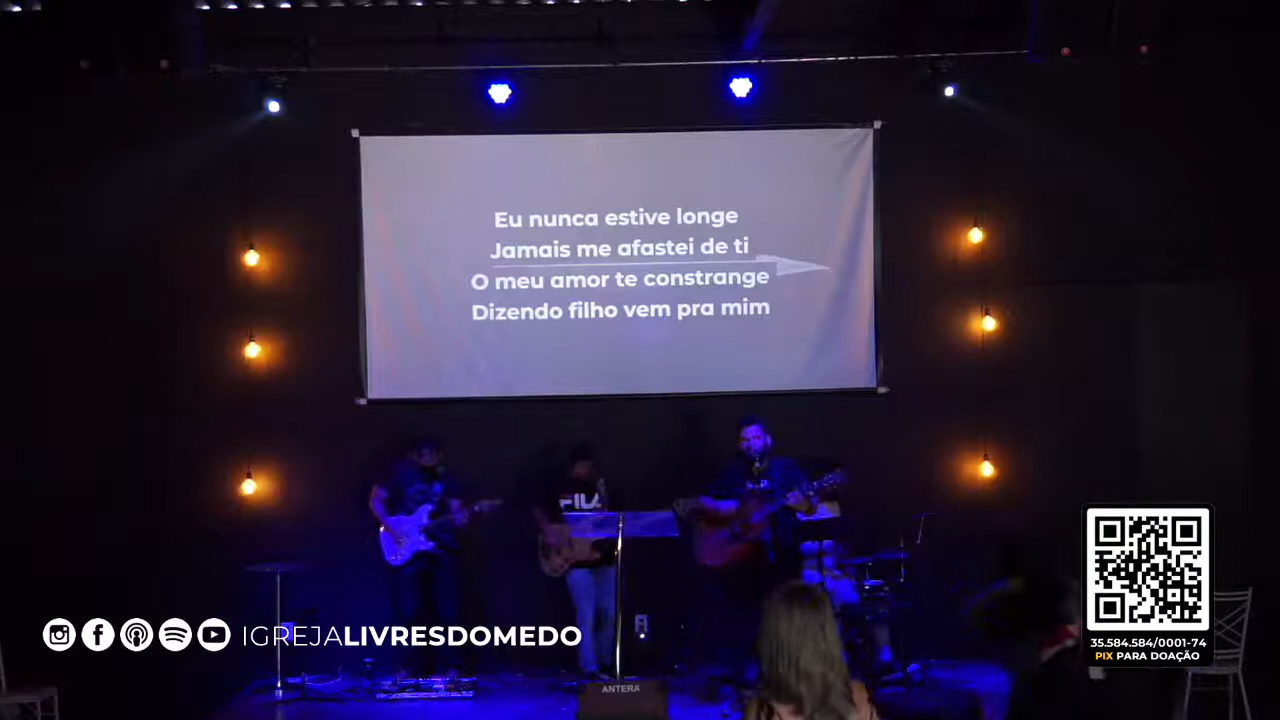 Eu nunca estive longe
Jamais me afastei de ti
O meu amor te constrange
Dizendo filho vem pra mim
FILA
ANTERA
IGREJALIVRESDOMEDO
35.584.584/0001-74
PIX PARA DOAÇÃO